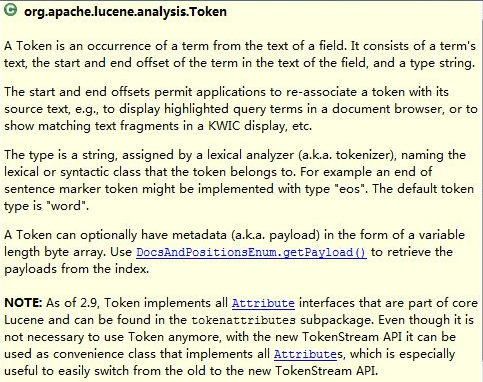 org.apache.lucene.analysis.Token
A Token is an occurrence of a term from the text of a field. It consists of a term's
text, the start and end offset of the term in the text of the field, and a type string.
The start and end offsets permit applications to re-associate a token with its
source text, e.g., to display highlighted query terms in a document browser, or to
show matching text fragments in a KWIC display, etc.
The type is a string, assigned by a lexical analyzer (a.k.a. tokenizer), naming the
lexical or syntactic class that the token belongs to. For example an end of
sentence marker token might be implemented with type "eos". The default token
type is "word".
A Token can optionally have metadata (a.k.a. payload) in the form of a variable
length byte array. Use DocsAndPositionsEnum.getPayload() to retrieve the
payloads from the index.
NOTE: As of 2.9, Token implements all Attribute interfaces that are part of core
Lucene and can be found in the tokenattributes subpackage. Even though it is
not necessary to use Token anymore, with the new TokenStream API it can be
used as convenience class that implements all Attributes, which is especially
useful to easily switch from the old to the new TokenStream API.